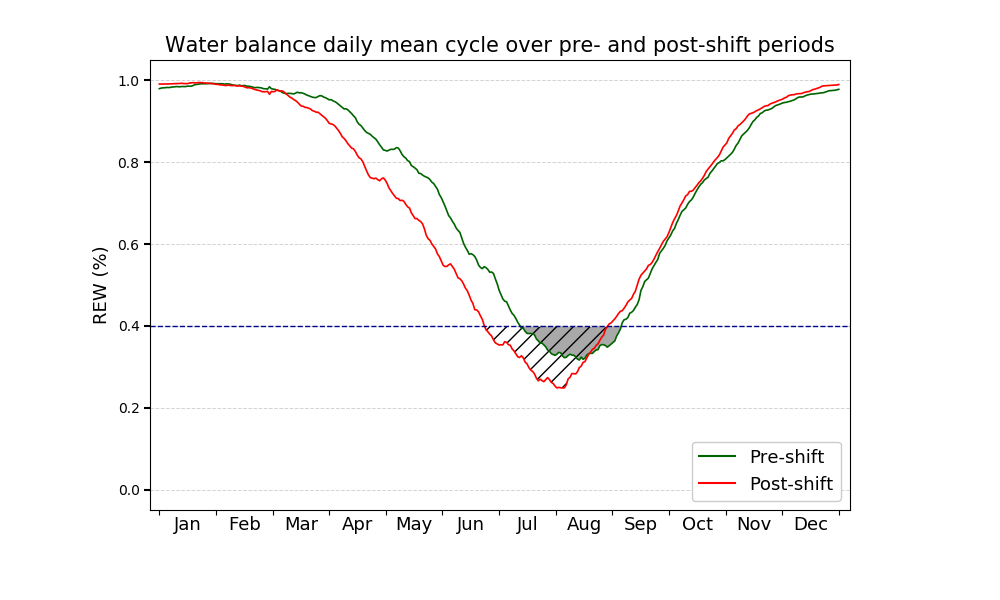 Water balance daily mean cycle over pre- and post-shift periods
1.0
0.8
0.6
0.4
0.2
0.0
REW (%)
Pre-shift
Post-shift
Jan Feb Mar Apr May Jun Jul Aug Sep Oct Nov Dec